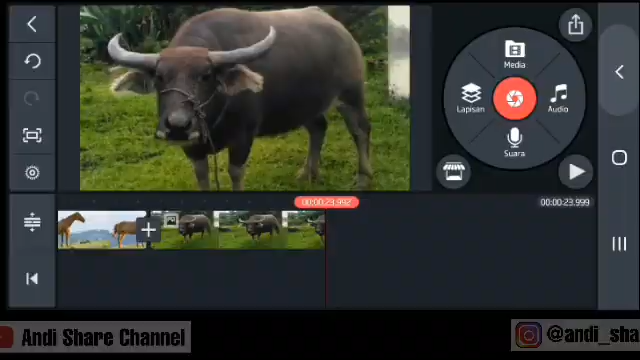 Media
Lapisan
Audio
Suara
00:00:23.992
00:00:23.999
Andi Share Channel
@andi_sha